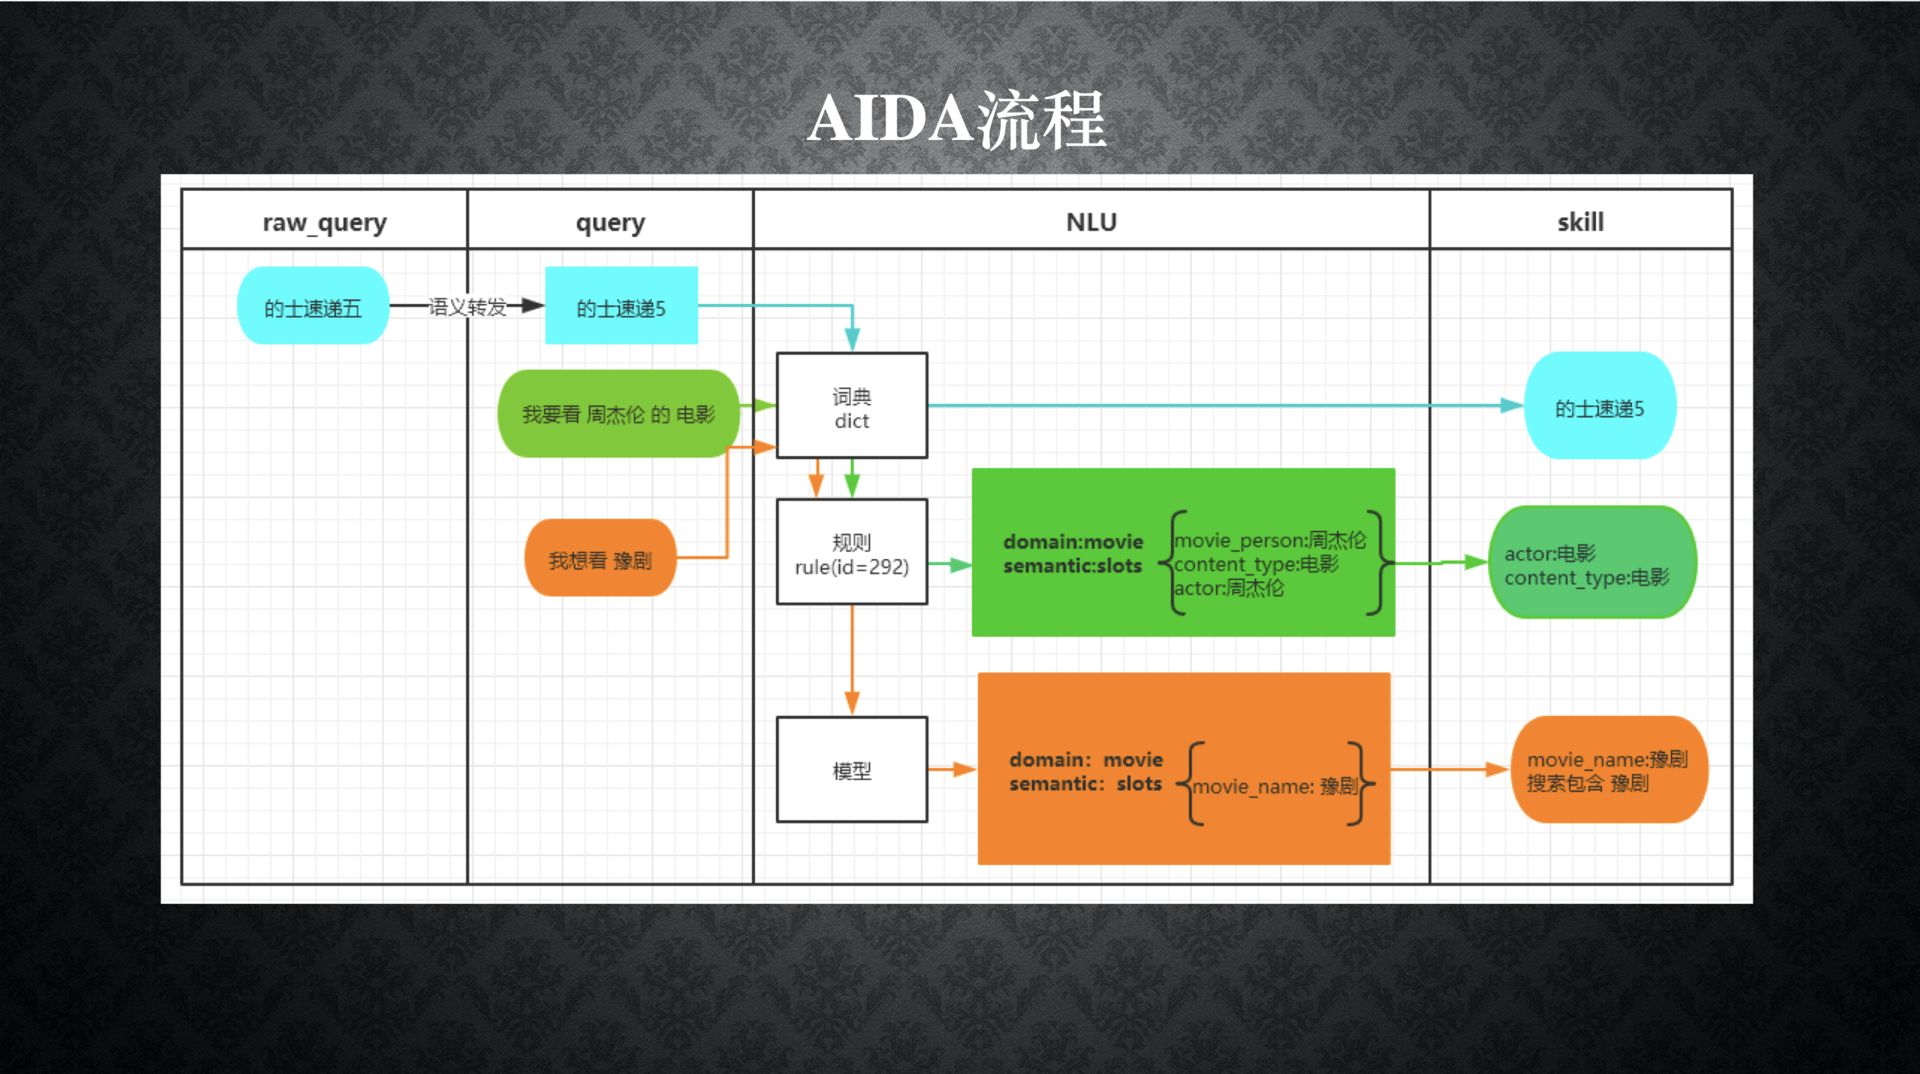 AIDA流程
raw_query
query
NLU
skill
的士速递五
语义转发
的士速递5
我要看 周杰伦 的 电影
我想看 豫剧
词典
dict
规则
rule(id=292)
模型
domain:movie
semantic:slots
movie_person:周杰伦
content_type:电影
actor:周杰伦
domain：movie
semantic：slots
movie_name: 豫剧
的士速递5
actor:电影
content_type:电影
movie_name:豫剧
搜索包含 豫剧